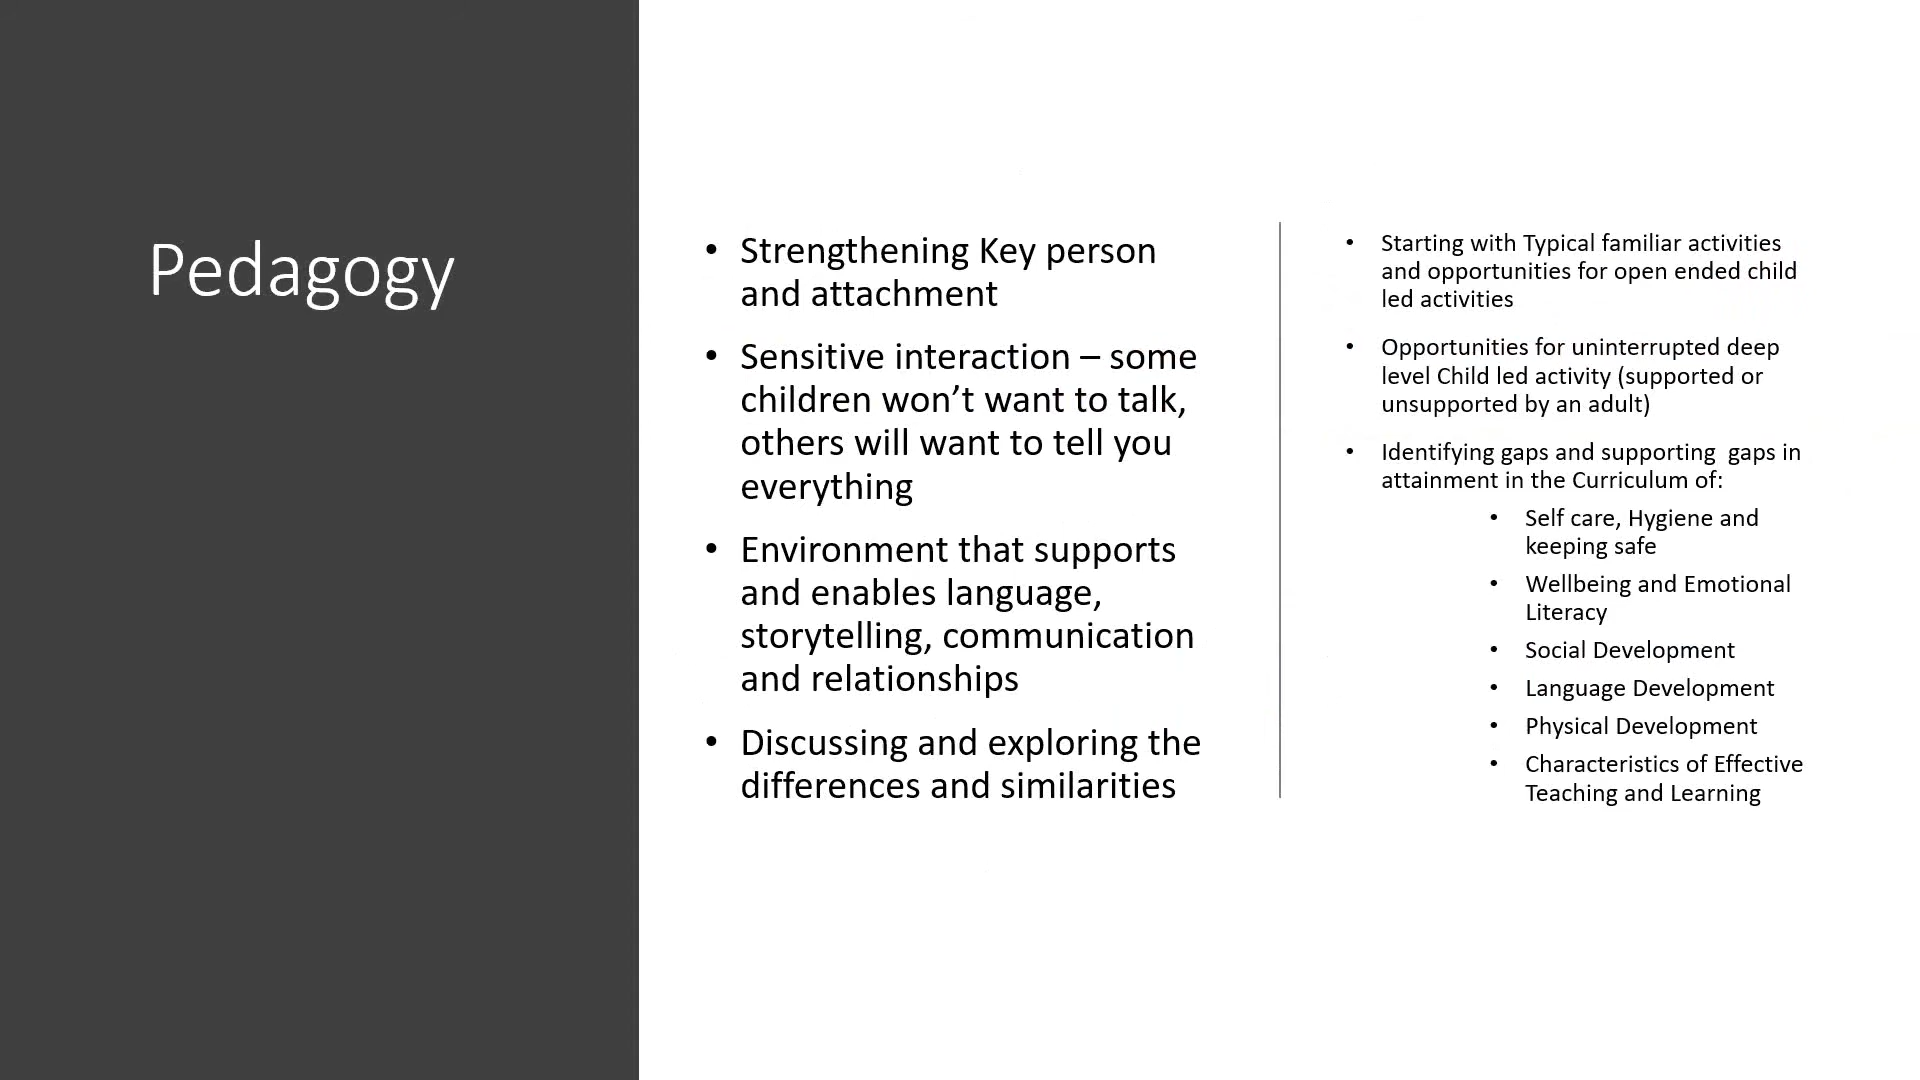 Pedagogy
• Strengthening Key person
and attachment
• Sensitive interaction – some
children won’t want to talk,
others will want to tell you
everything
• Environment that supports
and enables language,
storytelling, communication
and relationships
• Discussing and exploring the
differences and similarities
• Starting with Typical familiar activities
and opportunities for open ended child
led activities
• Opportunities for uninterrupted deep
level Child led activity (supported or
unsupported by an adult)
• Identifying gaps and supporting  gaps in
attainment in the Curriculum of:
• Self care, Hygiene and
keeping safe
• Wellbeing and Emotional
Literacy
• Social Development
• Language Development
• Physical Development
• Characteristics of Effective
Teaching and Learning